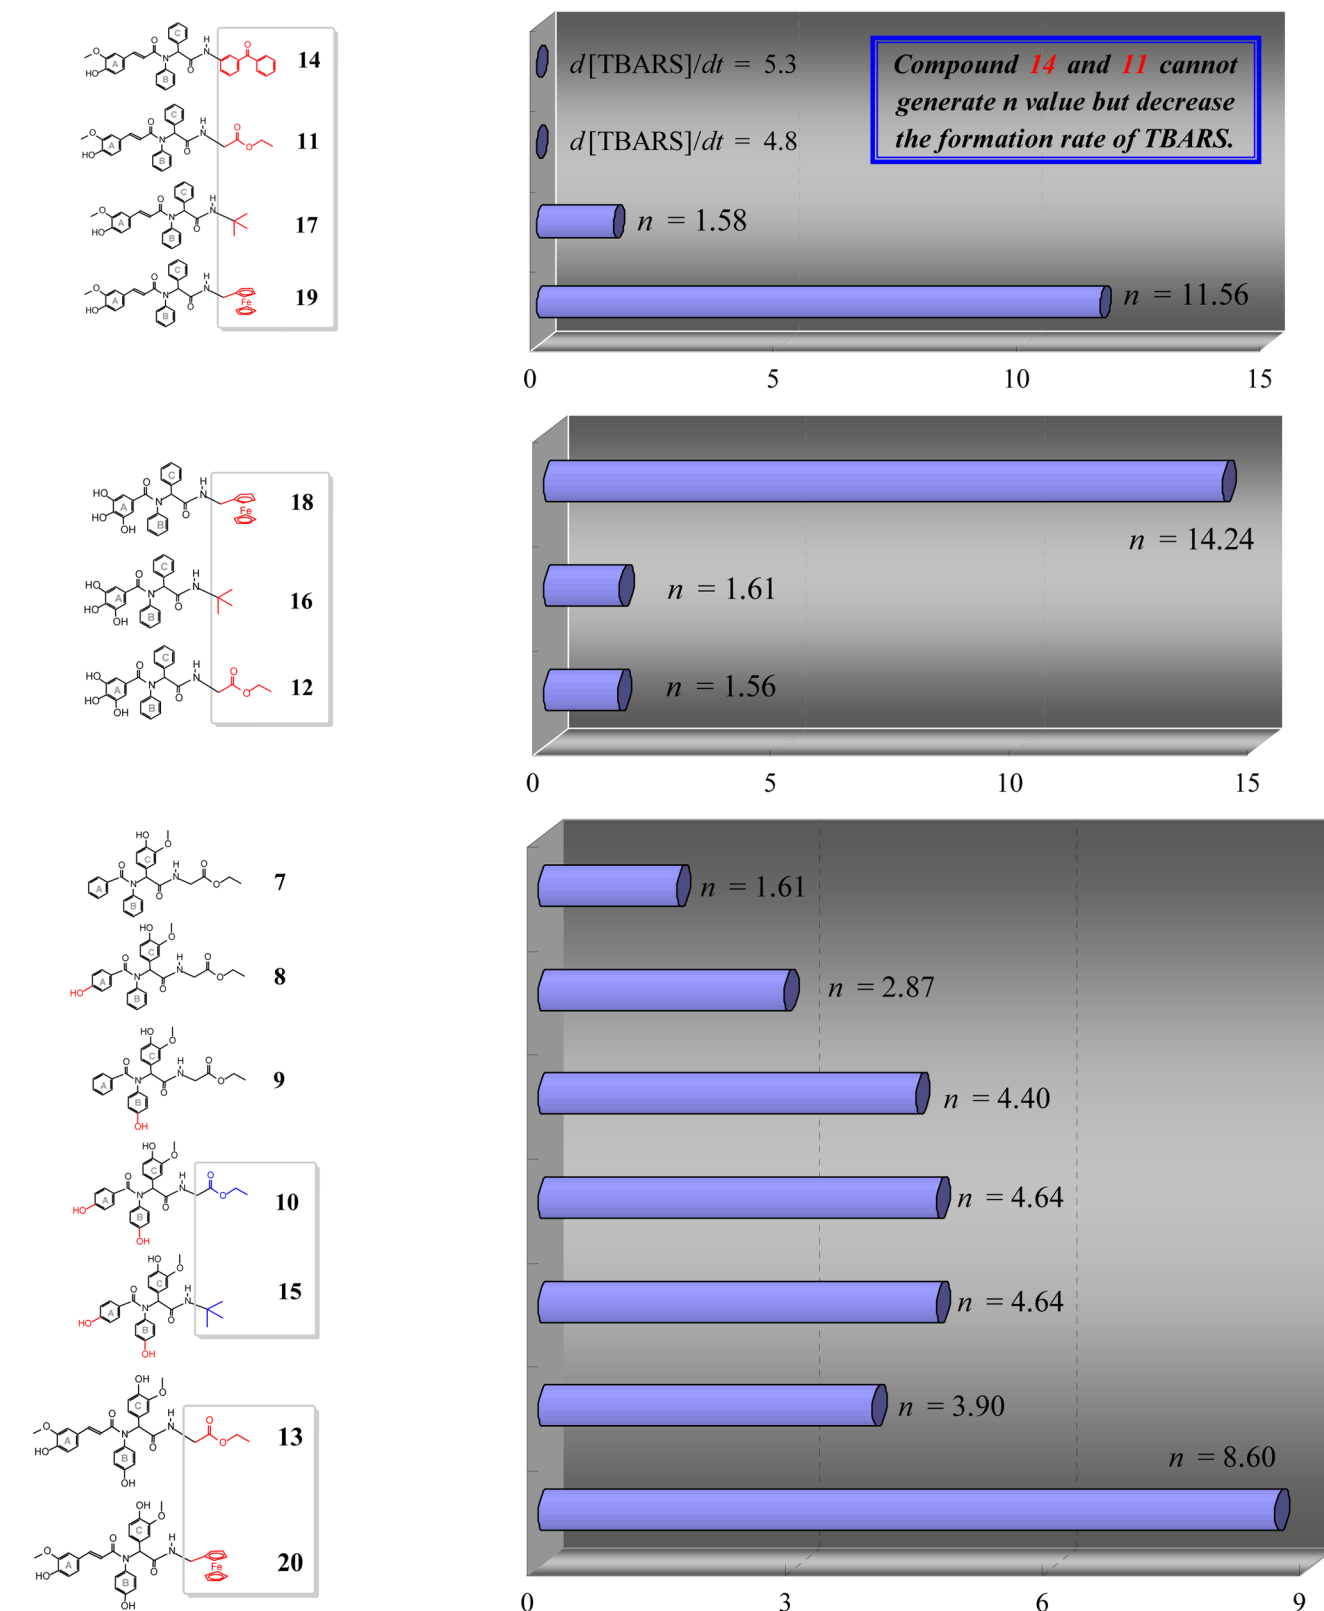 14
d[TBARS]/dt = 5.3
Compound 14 and 11 cannot
generate n value but decrease
the formation rate of TBARS.
11
d[TBARS]/dt = 4.8
17
n = 1.58
19
n = 11.56
0 5 10 15
18
n = 14.24
16
n = 1.61
12
n = 1.56
0 5 10 15
7
n = 1.61
8
n = 2.87
9
n = 4.40
10
n = 4.64
15
n = 4.64
13
n = 3.90
n = 8.60
20
0 3 6 9